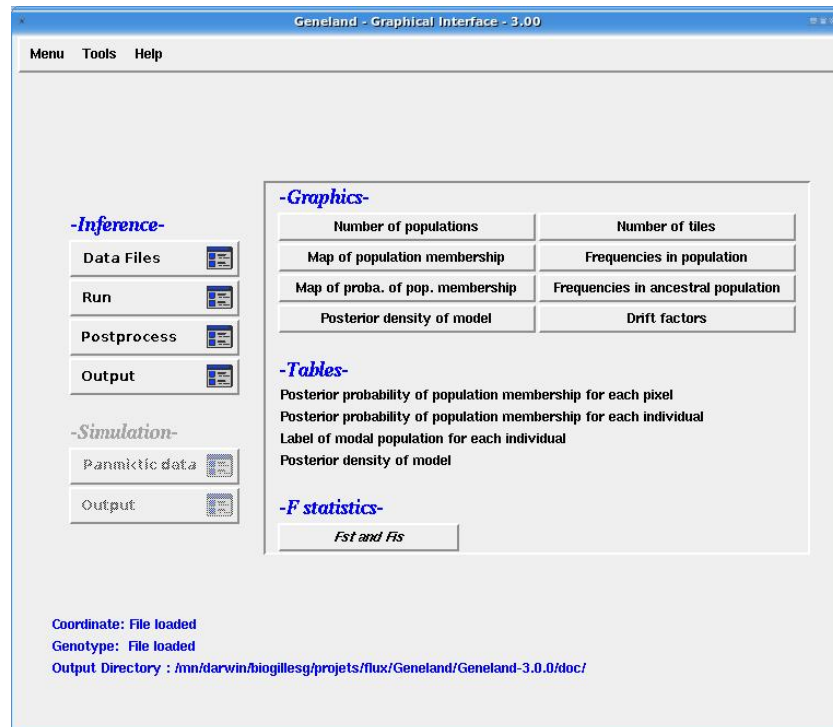 Geneland - Graphical Interface - 3.00
Menu Tools Help
-Inference-
Data Files
Run
Postprocess
Output
-Simulation-
Panmictic data
Output
-Graphics-
Number of populations Number of tiles
Map of population membership Frequencies in population
Map of proba. of pop. membership Frequencies in ancestral population
Posterior density of model Drift factors
-Tables-
Posterior probability of population membership for each pixel
Posterior probability of population membership for each individual
Label of modal population for each individual
Posterior density of model
-F statistics-
Fst and Fis
Coordinate: File loaded
Genotype: File loaded
Output Directory : /mn/darwin/biogillesg/projets/flux/Geneland/Geneland-3.0.0/doc/